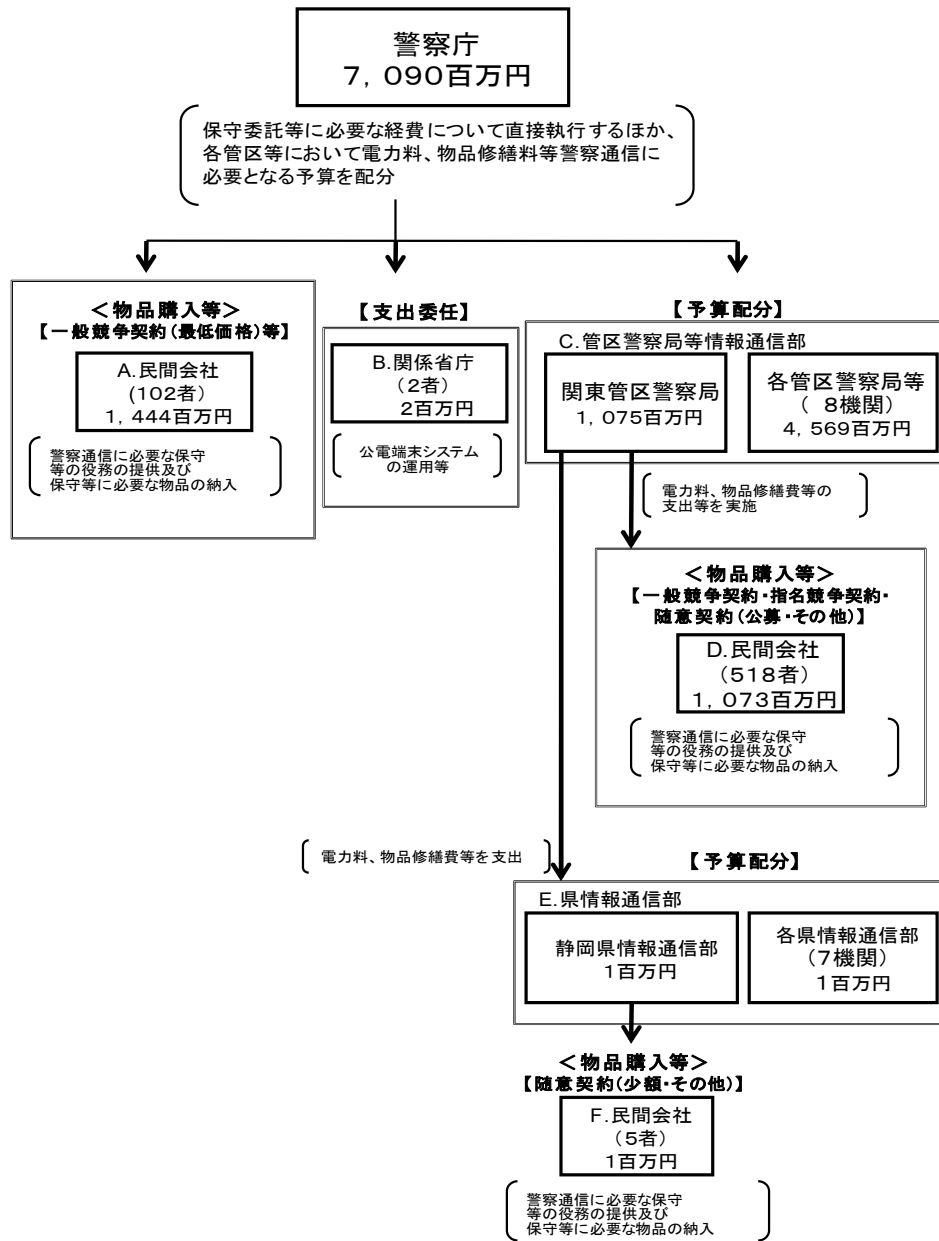 警察庁
７，０９０百万円
保守委託等に必要な経費について直接執行するほか、
各管区等において電力料、物品修繕料等警察通信に
必要となる予算を配分
＜物品購入等＞
【一般競争契約（最低価格）等】
Ａ．民間会社
（１０２者）
１，４４４百万円
警察通信に必要な保守
等の役務の提供及び
保守等に必要な物品の納入
【支出委任】
Ｂ．関係省庁
（２者）
２百万円
公電端末システム
の運用等
【予算配分】
Ｃ．管区警察局等情報通信部
関東管区警察局
１，０７５百万円
各管区警察局等
（　８機関）
４，５６９百万円
電力料、物品修繕費等の
支出等を実施
＜物品購入等＞
【一般競争契約・指名競争契約・
随意契約（公募・その他）】
Ｄ．民間会社
（５１８者）
１，０７３百万円
警察通信に必要な保守
等の役務の提供及び
保守等に必要な物品の納入
電力料、物品修繕費等を支出
【予算配分】
Ｅ．県情報通信部
静岡県情報通信部
１百万円
各県情報通信部
（７機関）
１百万円
＜物品購入等＞
【随意契約（少額・その他）】
Ｆ．民間会社
（５者）
１百万円
警察通信に必要な保守
等の役務の提供及び
保守等に必要な物品の納入